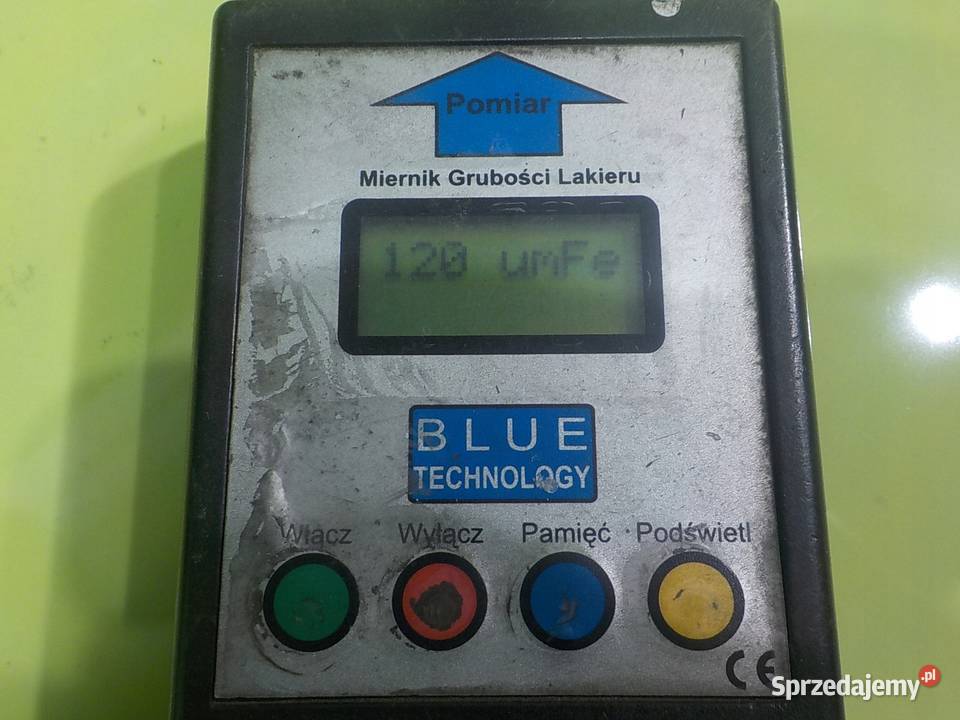 Pomiar
Miernik Grubości Lakieru
120 umFe
BLUE
TECHNOLOGY
Włącz Wyłącz Pamięć Podświetl
CE
Sprzedajemy.pl